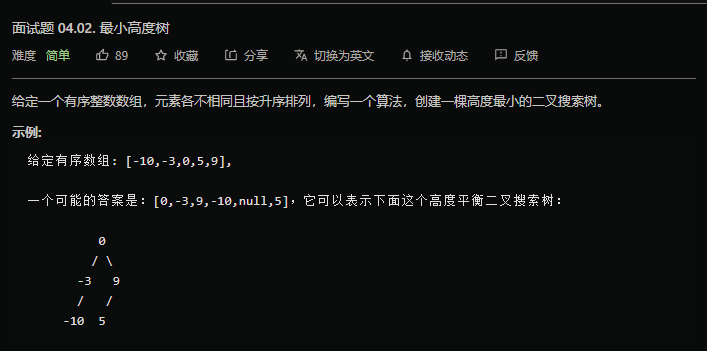 面试题 04.02. 最小高度树
难度 简单 89 收藏 分享 切换为英文 接收动态 反馈
给定一个有序整数数组，元素各不相同且按升序排列，编写一个算法，创建一棵高度最小的二叉搜索树。
示例:
给定有序数组: [-10,-3,0,5,9],
一个可能的答案是：[0,-3,9,-10,null,5]，它可以表示下面这个高度平衡二叉搜索树：
0
/ \
-3 9
/ /
-10 5